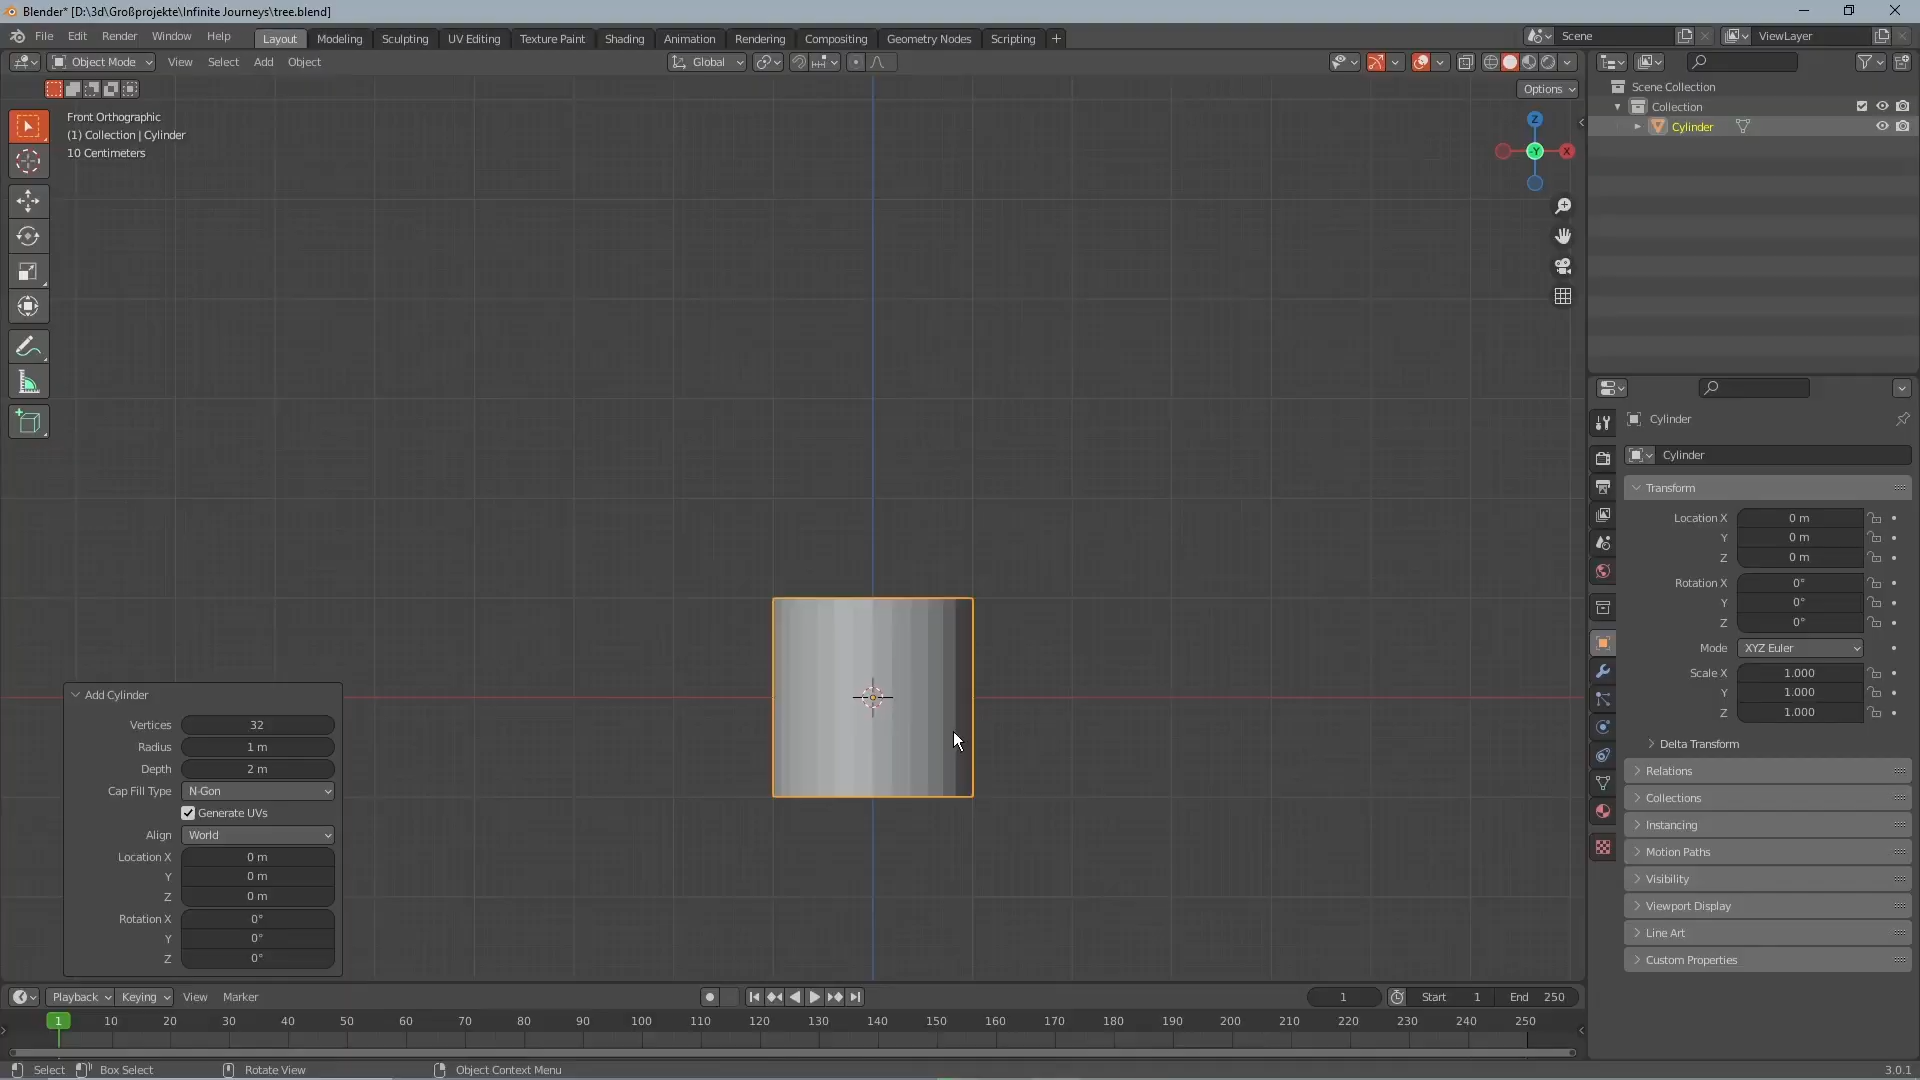 Blender* [D:\3d\Großprojekte\Infinite Journeys\tree.blend]
File Edit Render Window Help Layout Modeling Sculpting UV Editing Texture Paint Shading Animation Rendering Compositing Geometry Nodes Scripting + Scene ViewLayer
Object Mode View Select Add Object Global
Options
Front Orthographic
(1) Collection | Cylinder
10 Centimeters
Z
-Y
X
Scene Collection
Collection
Cylinder
Cylinder
Cylinder
Transform
Location X 0 m
Y 0 m
Z 0 m
Rotation X 0°
Y 0°
Z 0°
Mode XYZ Euler
Scale X 1.000
Y 1.000
Z 1.000
Delta Transform
Relations
Collections
Instancing
Motion Paths
Visibility
Viewport Display
Line Art
Custom Properties
Add Cylinder
Vertices 32
Radius 1 m
Depth 2 m
Cap Fill Type N-Gon
Generate UVs
Align World
Location X 0 m
Y 0 m
Z 0 m
Rotation X 0°
Y 0°
Z 0°
Playback Keying View Marker 1 Start 1 End 250
1 10 20 30 40 50 60 70 80 90 100 110 120 130 140 150 160 170 180 190 200 210 220 230 240 250
Select Box Select Rotate View Object Context Menu 3.0.1